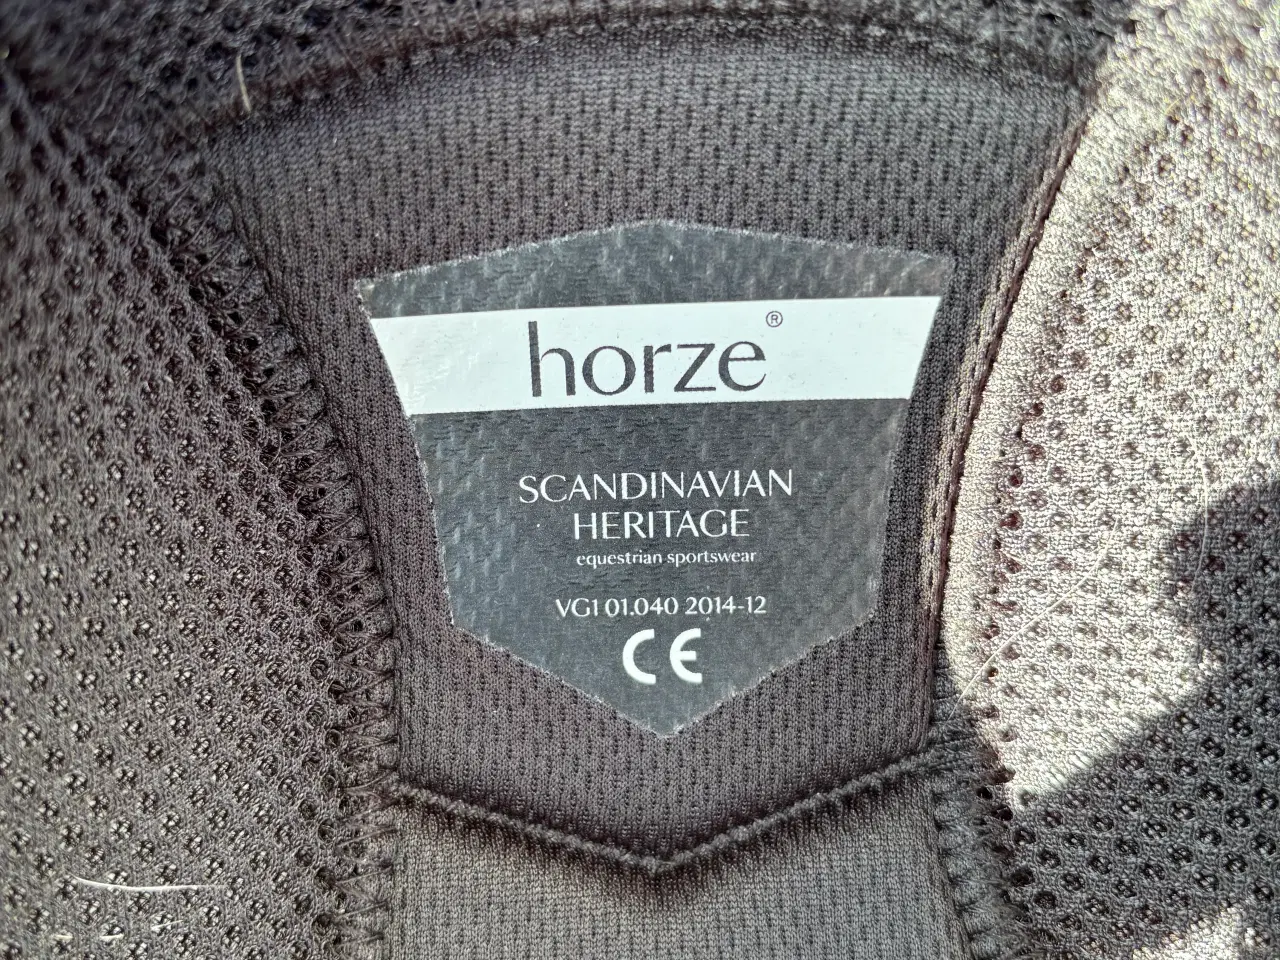 horze®
SCANDINAVIAN
HERITAGE
equestrian sportswear
VG1 01.040 2014-12
CE